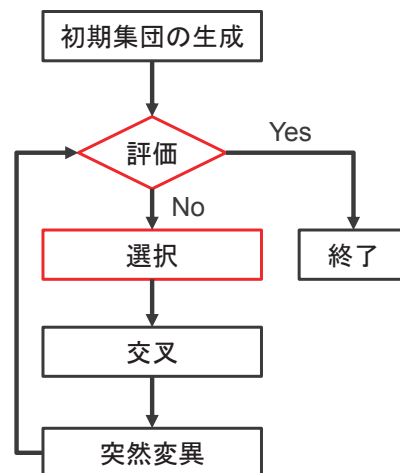 初期集団の生成
評価
Yes
No
選択
終了
交叉
突然変異